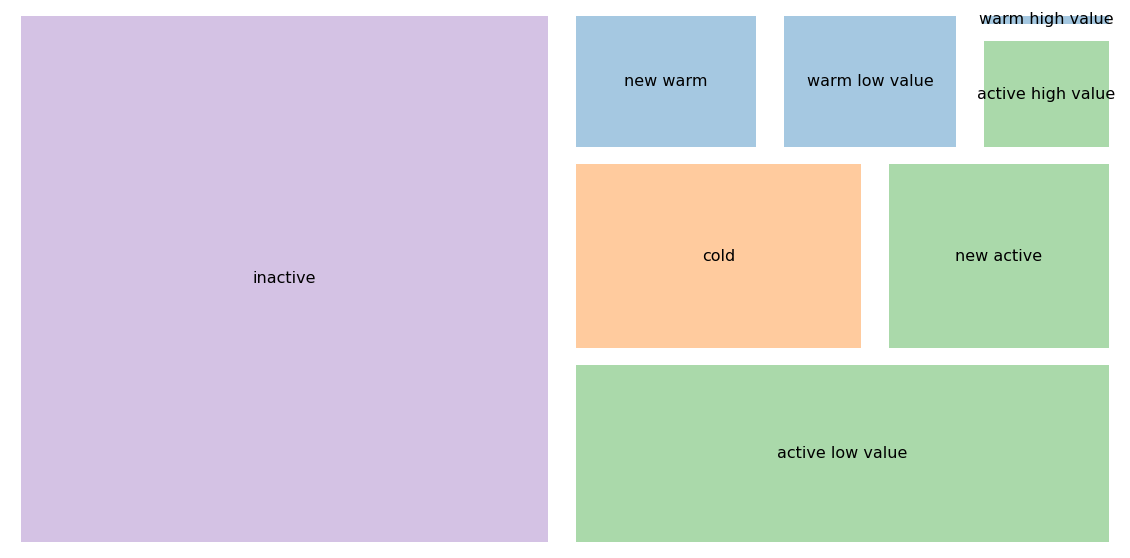 warm high value
new warm
warm low value
active high value
cold
new active
inactive
active low value